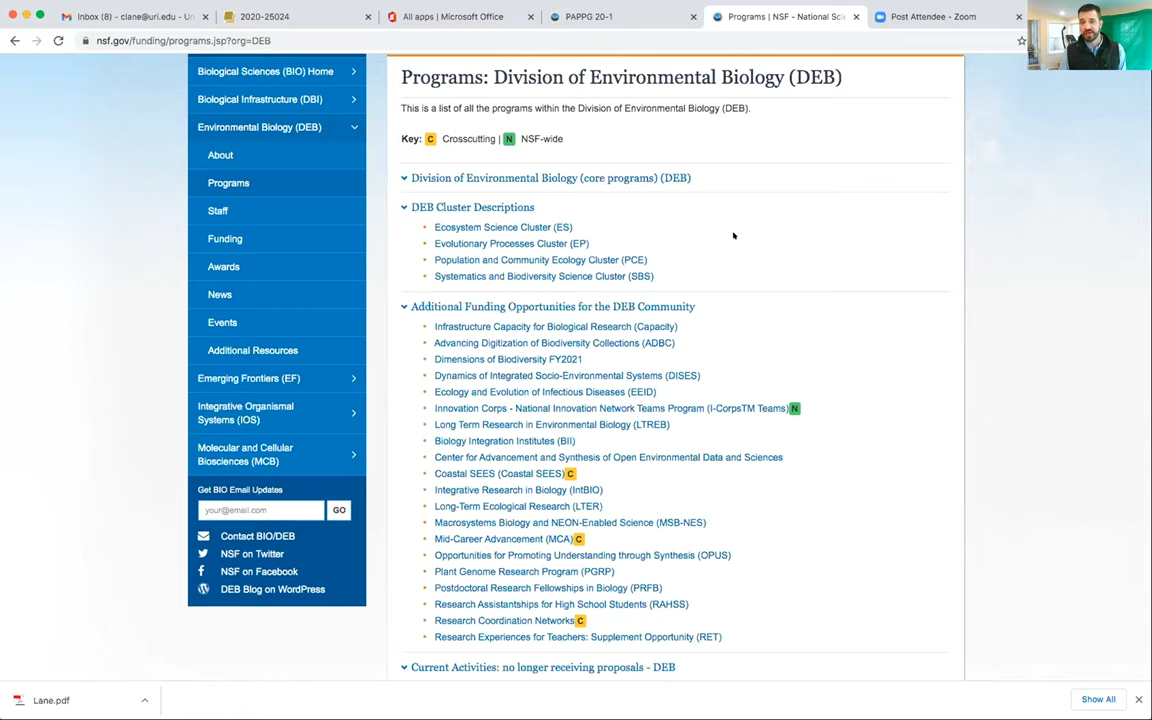 Inbox (8) - clane@uri.edu - Un
2020-25024
All apps | Microsoft Office
PAPPG 20-1
Programs | NSF - National Sci
Post Attendee - Zoom
nsf.gov/funding/programs.jsp?org=DEB
Biological Sciences (BIO) Home
Biological Infrastructure (DBI)
Environmental Biology (DEB)
About
Programs
Staff
Funding
Awards
News
Events
Additional Resources
Emerging Frontiers (EF)
Integrative Organismal
Systems (IOS)
Molecular and Cellular
Biosciences (MCB)
Get BIO Email Updates
your@email.com
GO
Contact BIO/DEB
NSF on Twitter
NSF on Facebook
DEB Blog on WordPress
Programs: Division of Environmental Biology (DEB)
This is a list of all the programs within the Division of Environmental Biology (DEB).
Key: C Crosscutting | N NSF-wide
Division of Environmental Biology (core programs) (DEB)
DEB Cluster Descriptions
Ecosystem Science Cluster (ES)
Evolutionary Processes Cluster (EP)
Population and Community Ecology Cluster (PCE)
Systematics and Biodiversity Science Cluster (SBS)
Additional Funding Opportunities for the DEB Community
Infrastructure Capacity for Biological Research (Capacity)
Advancing Digitization of Biodiversity Collections (ADBC)
Dimensions of Biodiversity FY2021
Dynamics of Integrated Socio-Environmental Systems (DISES)
Ecology and Evolution of Infectious Diseases (EEID)
Innovation Corps - National Innovation Network Teams Program (I-CorpsTM Teams) N
Long Term Research in Environmental Biology (LTREB)
Biology Integration Institutes (BII)
Center for Advancement and Synthesis of Open Environmental Data and Sciences
Coastal SEES (Coastal SEES) C
Integrative Research in Biology (IntBIO)
Long-Term Ecological Research (LTER)
Macrosystems Biology and NEON-Enabled Science (MSB-NES)
Mid-Career Advancement (MCA) C
Opportunities for Promoting Understanding through Synthesis (OPUS)
Plant Genome Research Program (PGRP)
Postdoctoral Research Fellowships in Biology (PRFB)
Research Assistantships for High School Students (RAHSS)
Research Coordination Networks C
Research Experiences for Teachers: Supplement Opportunity (RET)
Current Activities: no longer receiving proposals - DEB
Lane.pdf
Show All